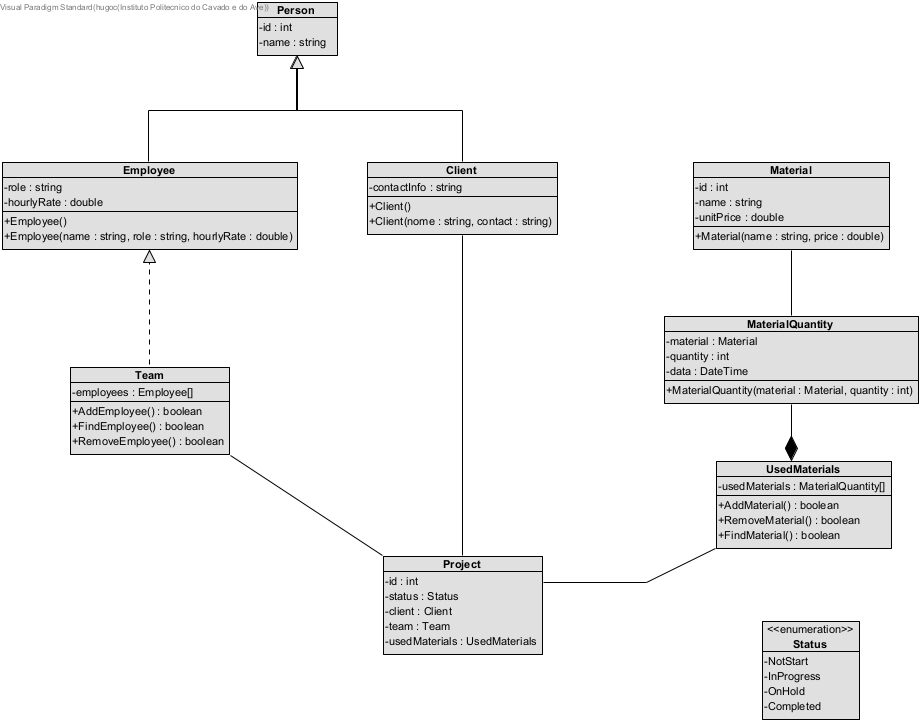 Visual Paradigm Standard(hugoc(Instituto Politecnico do Cavado e do Ave))
Person
-id : int
-name : string
Employee
-role : string
-hourlyRate : double
+Employee()
+Employee(name : string, role : string, hourlyRate : double)
Client
-contactInfo : string
+Client()
+Client(nome : string, contact : string)
Material
-id : int
-name : string
-unitPrice : double
+Material(name : string, price : double)
MaterialQuantity
-material : Material
-quantity : int
-data : DateTime
+MaterialQuantity(material : Material, quantity : int)
Team
-employees : Employee[]
+AddEmployee() : boolean
+FindEmployee() : boolean
+RemoveEmployee() : boolean
UsedMaterials
-usedMaterials : MaterialQuantity[]
+AddMaterial() : boolean
+RemoveMaterial() : boolean
+FindMaterial() : boolean
Project
-id : int
-status : Status
-client : Client
-team : Team
-usedMaterials : UsedMaterials
<<enumeration>>
Status
-NotStart
-InProgress
-OnHold
-Completed